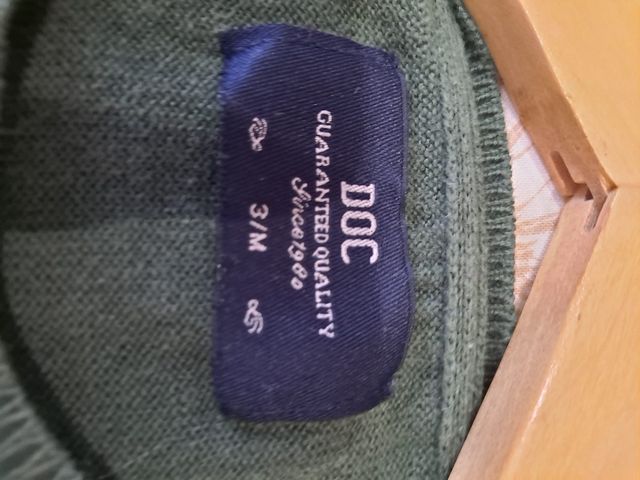 DOC
GUARANTEED QUALITY
Since 1980
3/M